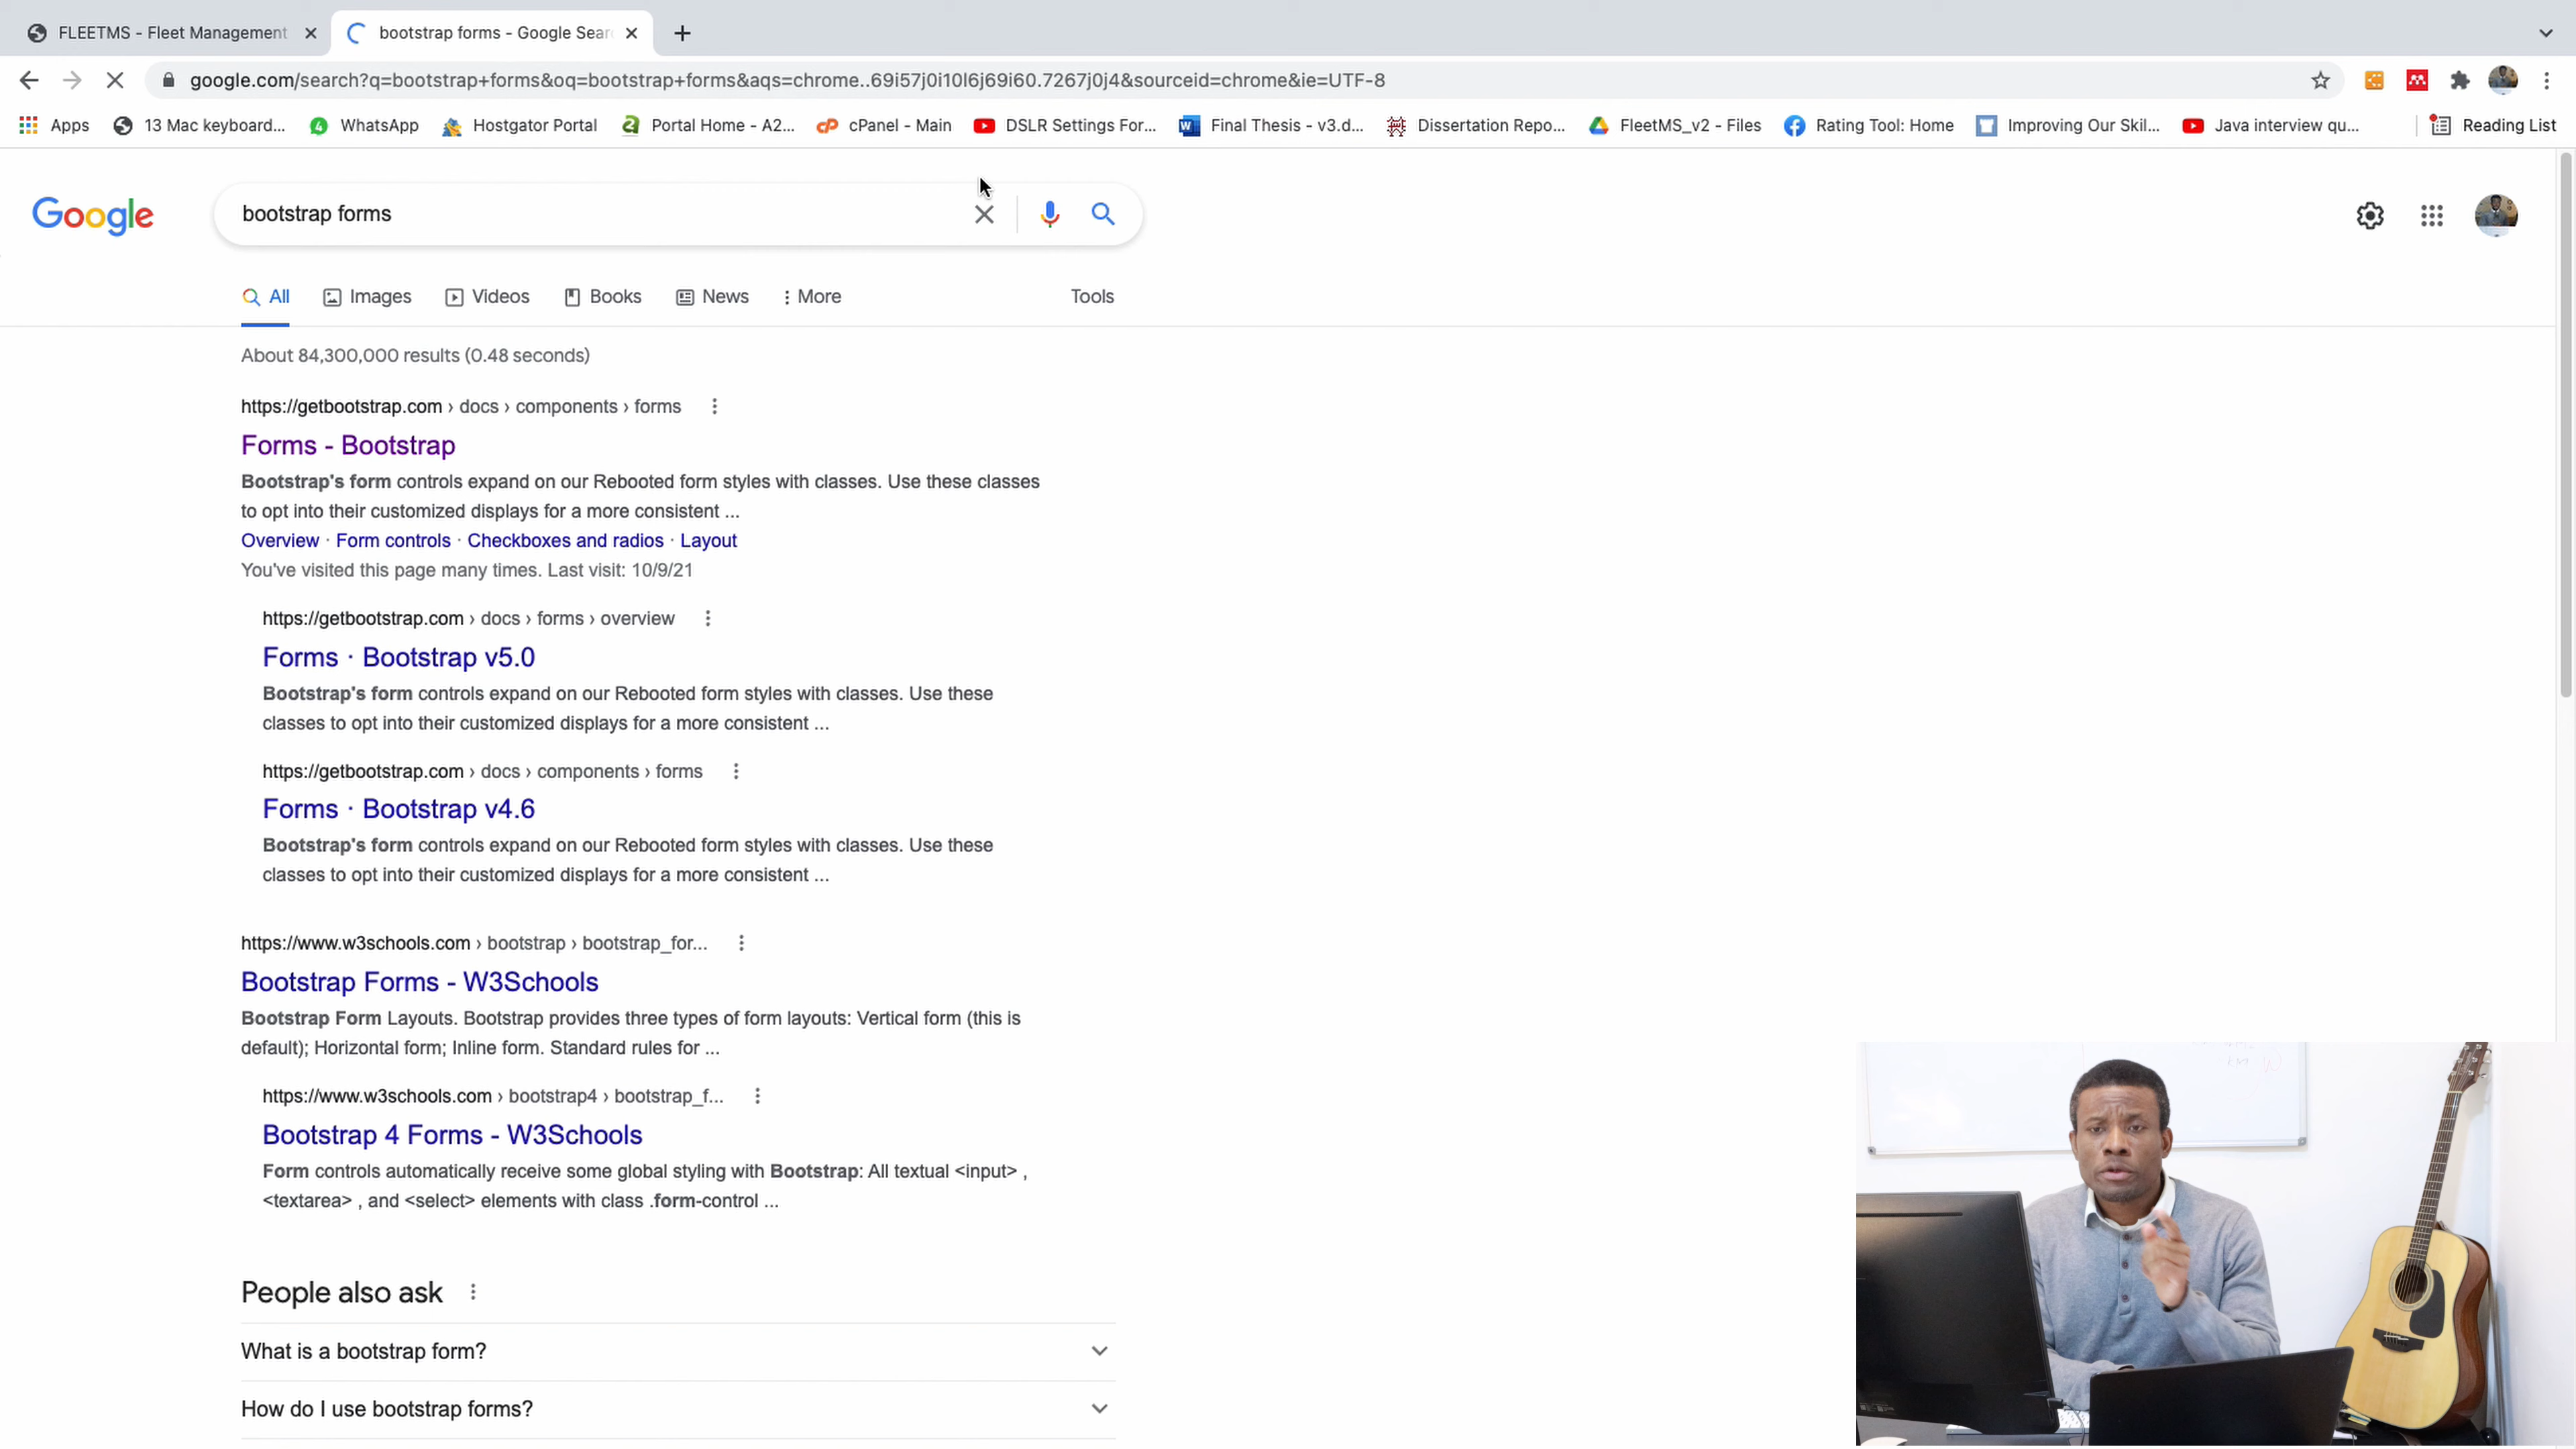 FLEETMS - Fleet Management
bootstrap forms - Google Sear
google.com/search?q=bootstrap+forms&oq=bootstrap+forms&aqs=chrome..69i57j0i10l6j69i60.7267j0j4&sourceid=chrome&ie=UTF-8
Apps 13 Mac keyboard... WhatsApp Hostgator Portal Portal Home - A2... cPanel - Main DSLR Settings For... Final Thesis - v3.d... Dissertation Repo... FleetMS_v2 - Files Rating Tool: Home Improving Our Skil... Java interview qu... Reading List
Google
bootstrap forms
All Images Videos Books News More Tools
About 84,300,000 results (0.48 seconds)
https://getbootstrap.com › docs › components › forms
Forms - Bootstrap
Bootstrap's form controls expand on our Rebooted form styles with classes. Use these classes
to opt into their customized displays for a more consistent ...
Overview · Form controls · Checkboxes and radios · Layout
You've visited this page many times. Last visit: 10/9/21
https://getbootstrap.com › docs › forms › overview
Forms · Bootstrap v5.0
Bootstrap's form controls expand on our Rebooted form styles with classes. Use these
classes to opt into their customized displays for a more consistent ...
https://getbootstrap.com › docs › components › forms
Forms · Bootstrap v4.6
Bootstrap's form controls expand on our Rebooted form styles with classes. Use these
classes to opt into their customized displays for a more consistent ...
https://www.w3schools.com › bootstrap › bootstrap_for...
Bootstrap Forms - W3Schools
Bootstrap Form Layouts. Bootstrap provides three types of form layouts: Vertical form (this is
default); Horizontal form; Inline form. Standard rules for ...
https://www.w3schools.com › bootstrap4 › bootstrap_f...
Bootstrap 4 Forms - W3Schools
Form controls automatically receive some global styling with Bootstrap: All textual <input> ,
<textarea> , and <select> elements with class .form-control ...
People also ask
What is a bootstrap form?
How do I use bootstrap forms?